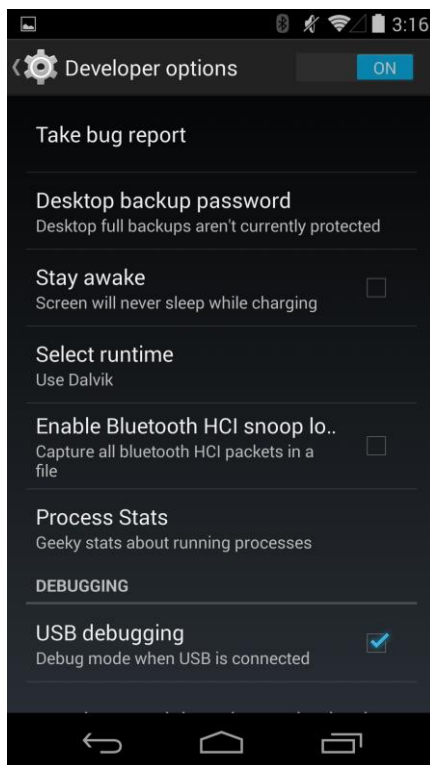 3:16
Developer options
ON
Take bug report
Desktop backup password
Desktop full backups aren't currently protected
Stay awake
Screen will never sleep while charging
Select runtime
Use Dalvik
Enable Bluetooth HCI snoop lo..
Capture all bluetooth HCI packets in a
file
Process Stats
Geeky stats about running processes
DEBUGGING
USB debugging
Debug mode when USB is connected